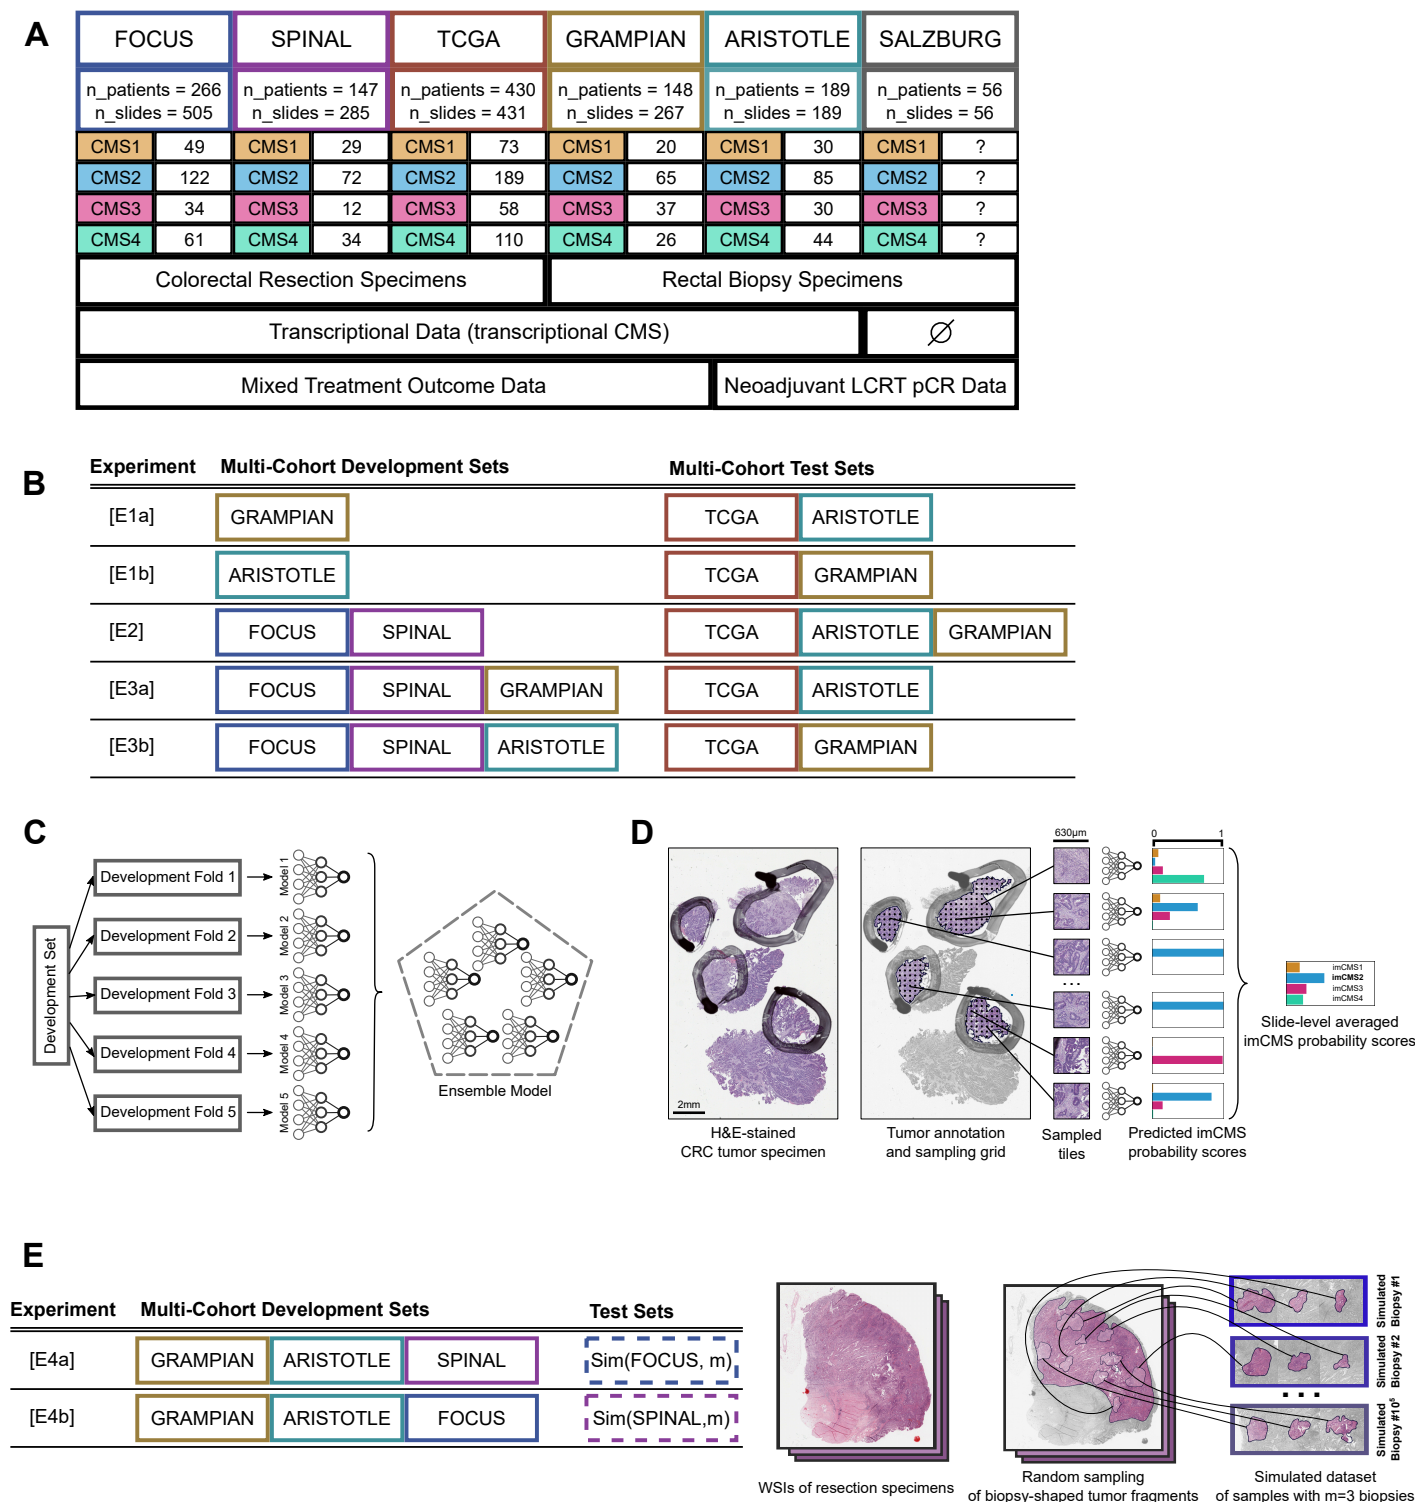 A
FOCUS SPINAL TCGA GRAMPIAN ARISTOTLE SALZBURG
n_patients = 266 n_patients = 147 n_patients = 430 n_patients = 148 n_patients = 189 n_patients = 56
n_slides = 505 n_slides = 285 n_slides = 431 n_slides = 267 n_slides = 189 n_slides = 56
CMS1 49 CMS1 29 CMS1 73 CMS1 20 CMS1 30 CMS1 ?
CMS2 122 CMS2 72 CMS2 189 CMS2 65 CMS2 85 CMS2 ?
CMS3 34 CMS3 12 CMS3 58 CMS3 37 CMS3 30 CMS3 ?
CMS4 61 CMS4 34 CMS4 110 CMS4 26 CMS4 44 CMS4 ?
Colorectal Resection Specimens Rectal Biopsy Specimens
Transcriptional Data (transcriptional CMS) ∅
Mixed Treatment Outcome Data Neoadjuvant LCRT pCR Data
B
Experiment Multi-Cohort Development Sets Multi-Cohort Test Sets
[E1a] GRAMPIAN TCGA ARISTOTLE
[E1b] ARISTOTLE TCGA GRAMPIAN
[E2] FOCUS SPINAL TCGA ARISTOTLE GRAMPIAN
[E3a] FOCUS SPINAL GRAMPIAN TCGA ARISTOTLE
[E3b] FOCUS SPINAL ARISTOTLE TCGA GRAMPIAN
C
Development Set
Development Fold 1 Model 1
Development Fold 2 Model 2
Development Fold 3 Model 3
Development Fold 4 Model 4
Development Fold 5 Model 5
Ensemble Model
D
630µm 0 1
...
2mm
H&E-stained
CRC tumor specimen
Tumor annotation
and sampling grid
Sampled
tiles
Predicted imCMS
probability scores
imCMS1
imCMS2
imCMS3
imCMS4
Slide-level averaged
imCMS probability scores
E
Experiment Multi-Cohort Development Sets Test Sets
[E4a] GRAMPIAN ARISTOTLE SPINAL Sim(FOCUS, m)
[E4b] GRAMPIAN ARISTOTLE FOCUS Sim(SPINAL,m)
WSIs of resection specimens
Random sampling
of biopsy-shaped tumor fragments
Simulated
Biopsy #1
Simulated
Biopsy #2
...
Simulated
Biopsy #10⁵
Simulated dataset
of samples with m=3 biopsies